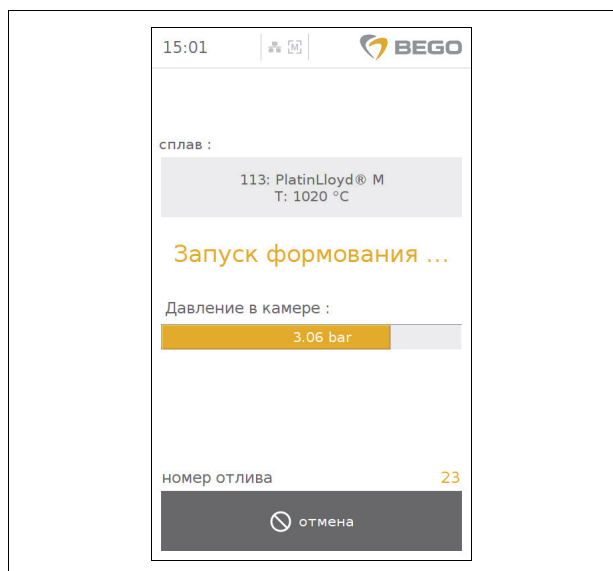 15:01 [M] BEGO
сплав :
113: PlatinLloyd® M
T: 1020 °C
Запуск формования ...
Давление в камере :
3.06 bar
номер отлива 23
отмена